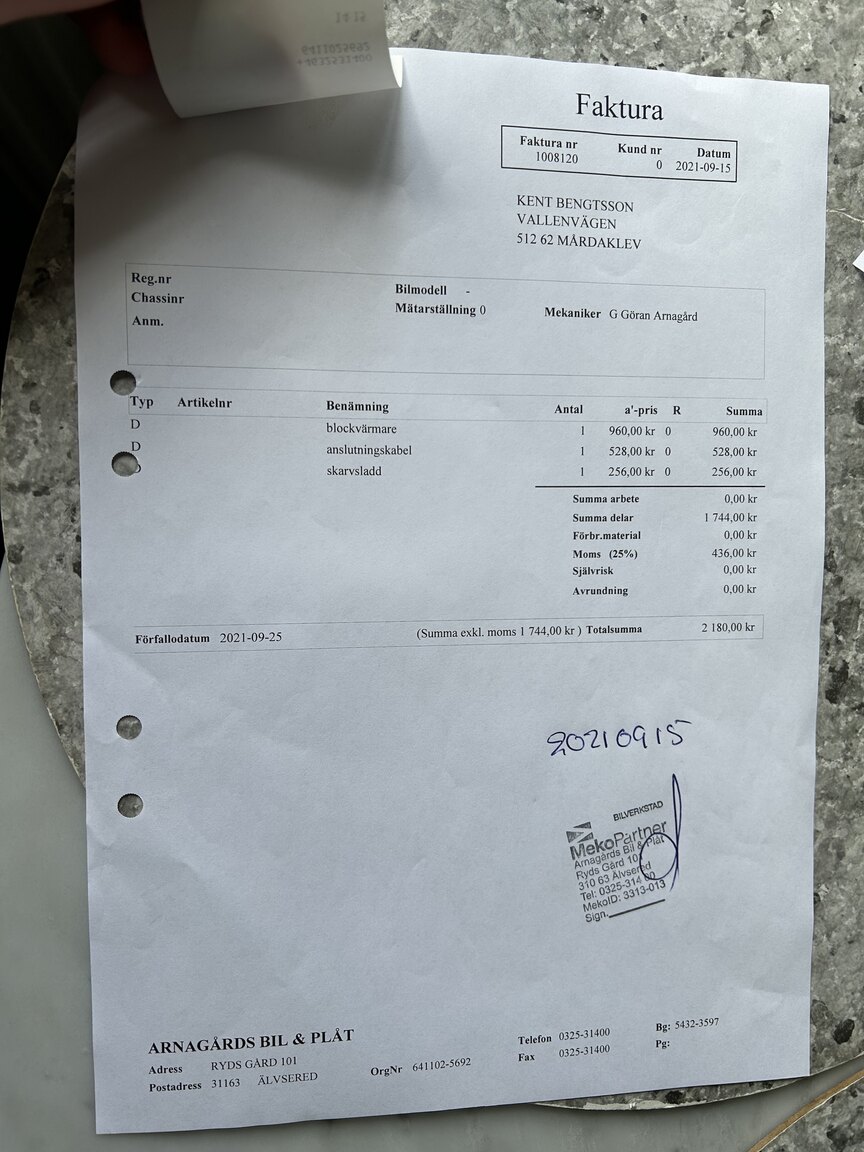 14:15
6411025692
+4632531400
Faktura
Faktura nr Kund nr Datum
1008120 0 2021-09-15
KENT BENGTSSON
VALLENVÄGEN
512 62 MÅRDAKLEV
Reg.nr
Chassinr
Anm.
Bilmodell -
Mätarställning 0
Mekaniker G Göran Arnagård
Typ Artikelnr Benämning Antal a'-pris R Summa
D blockvärmare 1 960,00 kr 0 960,00 kr
D anslutningskabel 1 528,00 kr 0 528,00 kr
D skarvsladd 1 256,00 kr 0 256,00 kr
Summa arbete 0,00 kr
Summa delar 1 744,00 kr
Förbr.material 0,00 kr
Moms (25%) 436,00 kr
Självrisk 0,00 kr
Avrundning 0,00 kr
Förfallodatum 2021-09-25 (Summa exkl. moms 1 744,00 kr ) Totalsumma 2 180,00 kr
20210915
BILVERKSTAD
MekoPartner
Arnagårds Bil & Plåt
Ryds Gård 101
310 63 Älvsered
Tel: 0325-314 00
MekoID: 3313-013
Sign.
ARNAGÅRDS BIL & PLÅT
Adress RYDS GÅRD 101
Postadress 31163 ÄLVSERED
OrgNr 641102-5692
Telefon 0325-31400
Fax 0325-31400
Bg: 5432-3597
Pg: